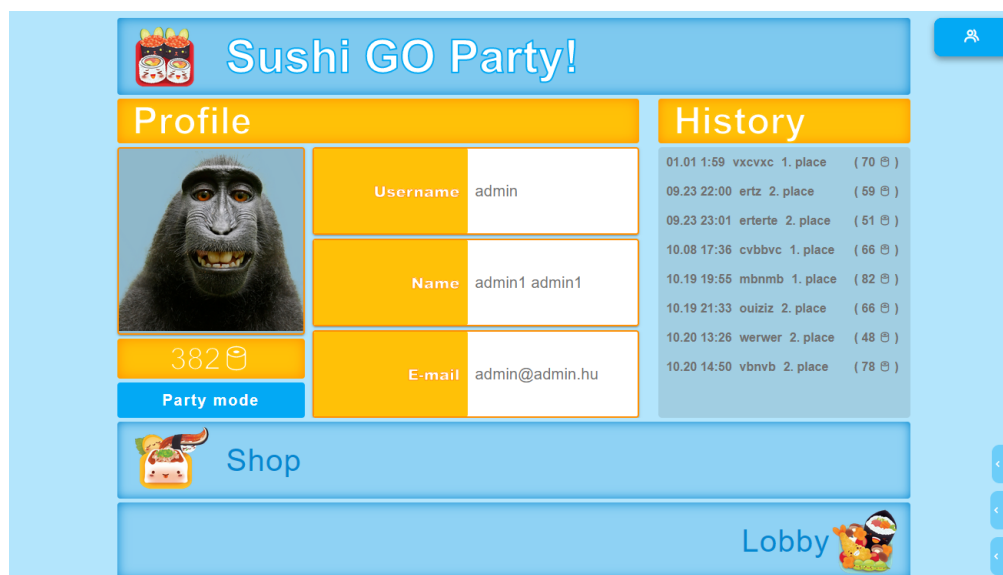 Sushi GO Party!
Profile
Username admin
Name admin1 admin1
E-mail admin@admin.hu
382
Party mode
History
01.01 1:59 vxcvxc 1. place ( 70 )
09.23 22:00 ertz 2. place ( 59 )
09.23 23:01 erterte 2. place ( 51 )
10.08 17:36 cvbbvc 1. place ( 66 )
10.19 19:55 mbnmb 1. place ( 82 )
10.19 21:33 ouiziz 2. place ( 66 )
10.20 13:26 werwer 2. place ( 48 )
10.20 14:50 vbnvb 2. place ( 78 )
Shop
Lobby